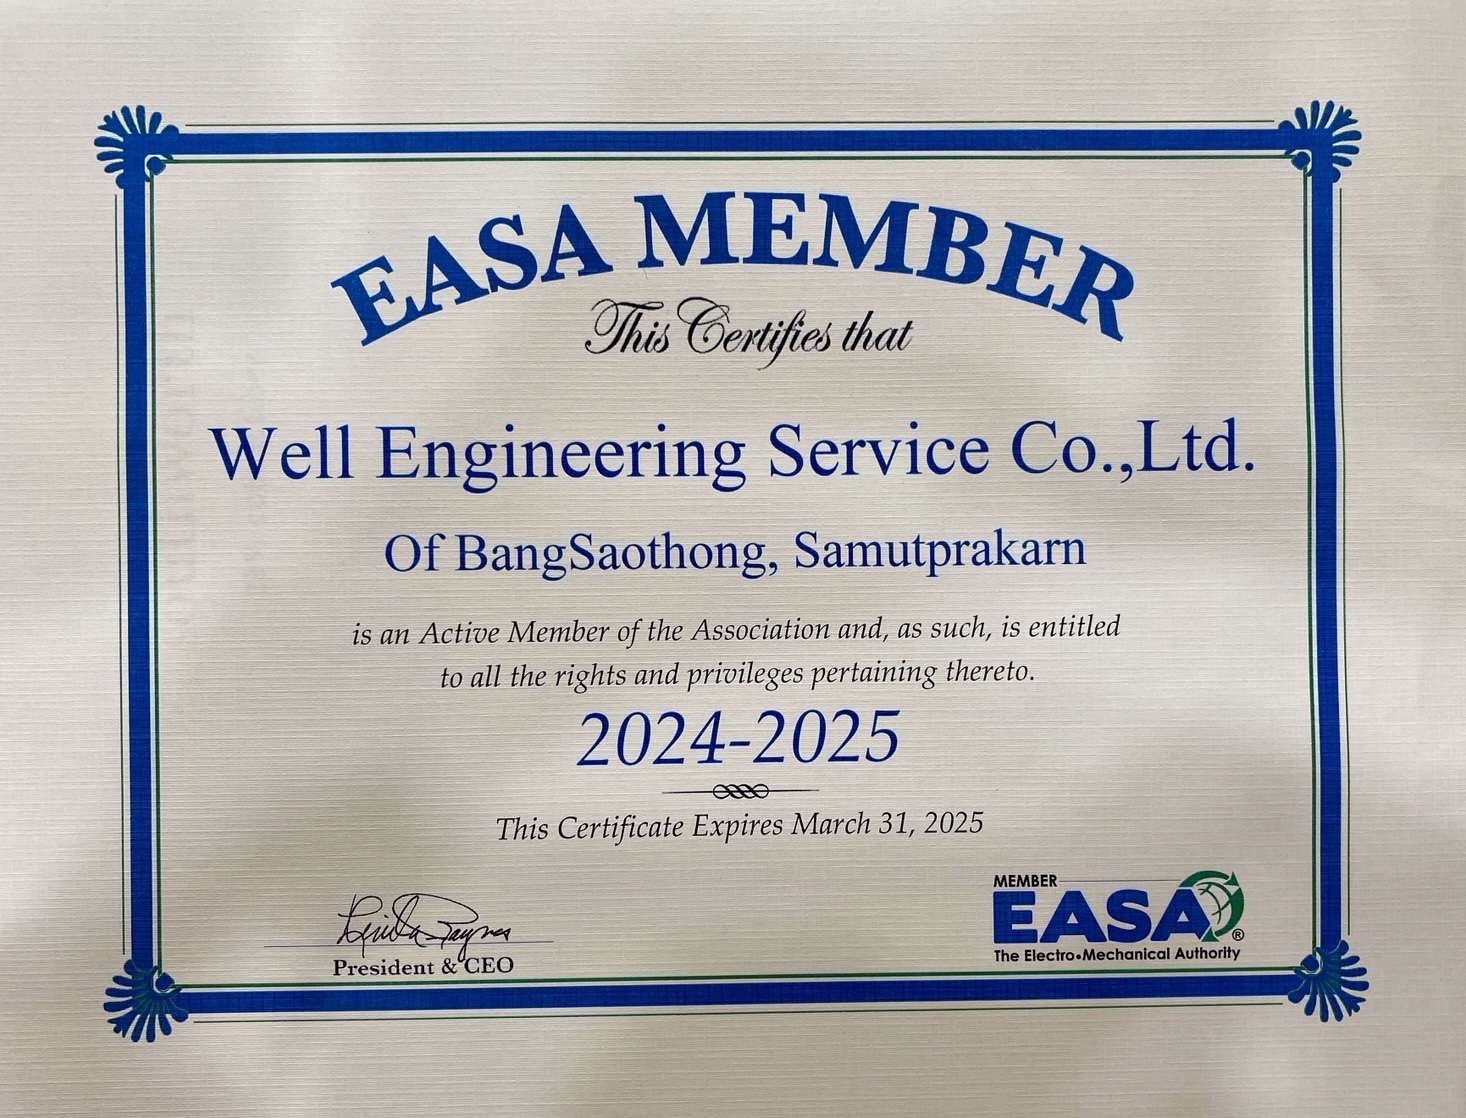 EASA MEMBER
This Certifies that
Well Engineering Service Co.,Ltd.
Of BangSaothong, Samutprakarn
is an Active Member of the Association and, as such, is entitled
to all the rights and privileges pertaining thereto.
2024-2025
This Certificate Expires March 31, 2025
President & CEO
MEMBER
EASA®
The Electro•Mechanical Authority